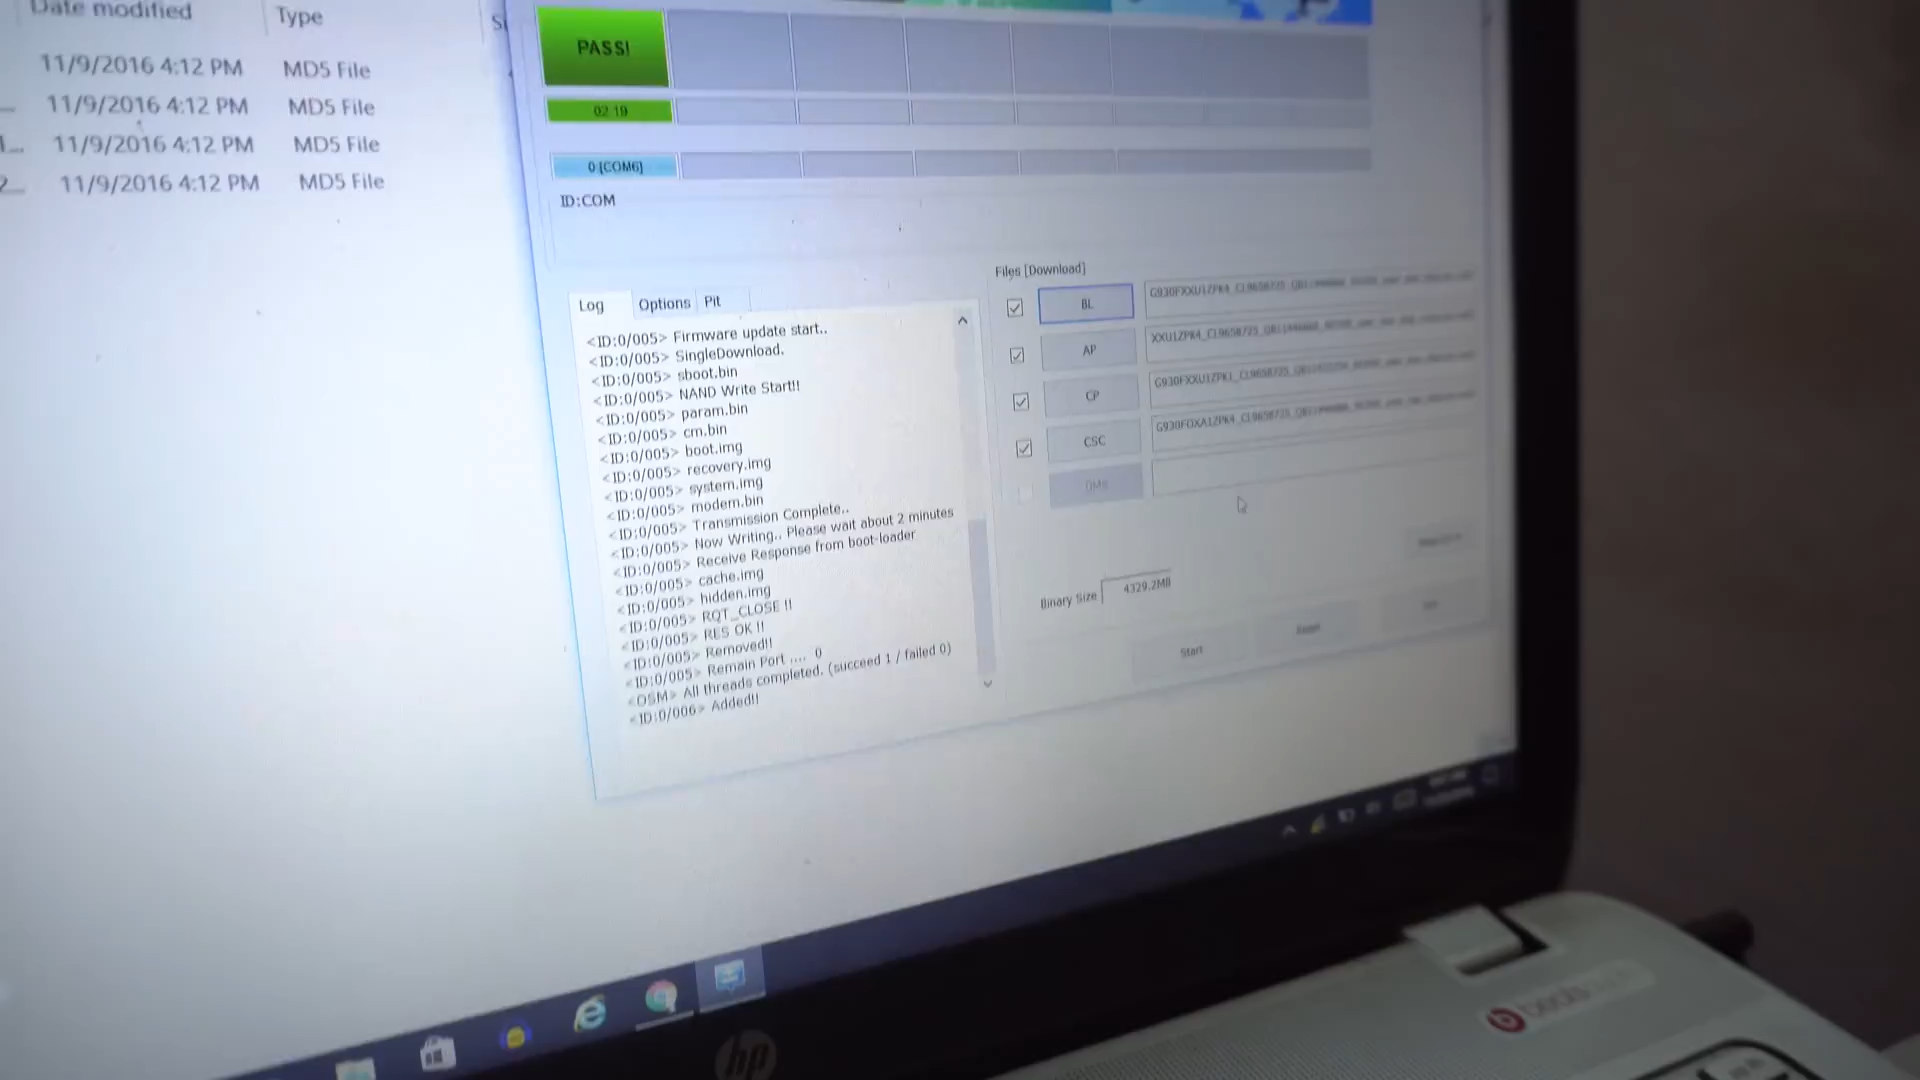 Date modified Type
11/9/2016 4:12 PM MD5 File
11/9/2016 4:12 PM MD5 File
11/9/2016 4:12 PM MD5 File
11/9/2016 4:12 PM MD5 File
PASS!
02:19
0:[COM6]
ID:COM
Log Options Pit
<ID:0/005> Firmware update start..
<ID:0/005> SingleDownload.
<ID:0/005> sboot.bin
<ID:0/005> NAND Write Start!!
<ID:0/005> param.bin
<ID:0/005> cm.bin
<ID:0/005> boot.img
<ID:0/005> recovery.img
<ID:0/005> system.img
<ID:0/005> modem.bin
<ID:0/005> Transmission Complete..
<ID:0/005> Now Writing.. Please wait about 2 minutes
<ID:0/005> Receive Response from boot-loader
<ID:0/005> cache.img
<ID:0/005> hidden.img
<ID:0/005> RQT_CLOSE !!
<ID:0/005> RES OK !!
<ID:0/005> Removed!!
<ID:0/005> Remain Port .... 0
<OSM> All threads completed. (succeed 1 / failed 0)
<ID:0/006> Added!!
Files [Download]
BL
AP
CP
CSC
Binary Size 4329.2MB
Start Reset
hp
beats